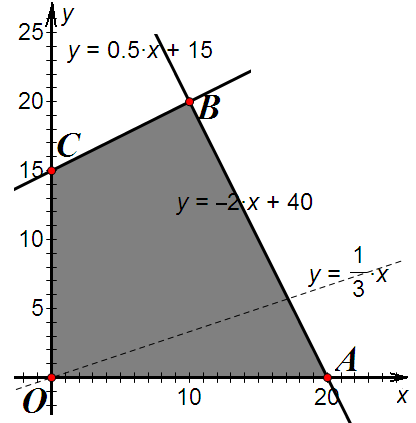 y
25
y = 0.5·x + 15
20
B
C
15
y = –2·x + 40
10
y = 1/3·x
5
A
O
10
20
x